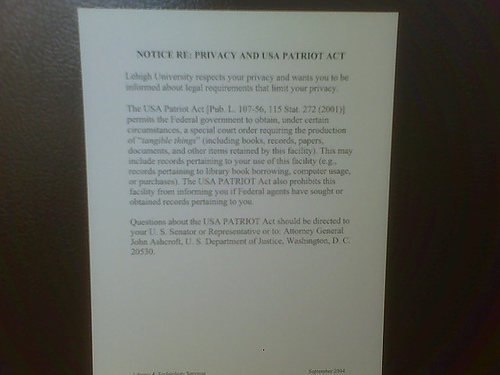 NOTICE RE: PRIVACY AND USA PATRIOT ACT
Lehigh University respects your privacy and wants you to be
informed about legal requirements that limit your privacy.
The USA Patriot Act [Pub. L. 107-56, 115 Stat. 272 (2001)]
permits the Federal government to obtain, under certain
circumstances, a special court order requiring the production
of "tangible things" (including books, records, papers,
documents, and other items retained by this facility). This may
include records pertaining to your use of this facility (e.g.,
records pertaining to library book borrowing, computer usage,
or purchases). The USA PATRIOT Act also prohibits this
facility from informing you if Federal agents have sought or
obtained records pertaining to you.
Questions about the USA PATRIOT Act should be directed to
your U. S. Senator or Representative or to: Attorney General
John Ashcroft, U. S. Department of Justice, Washington, D. C.
20530.
Library & Technology Services September 2004